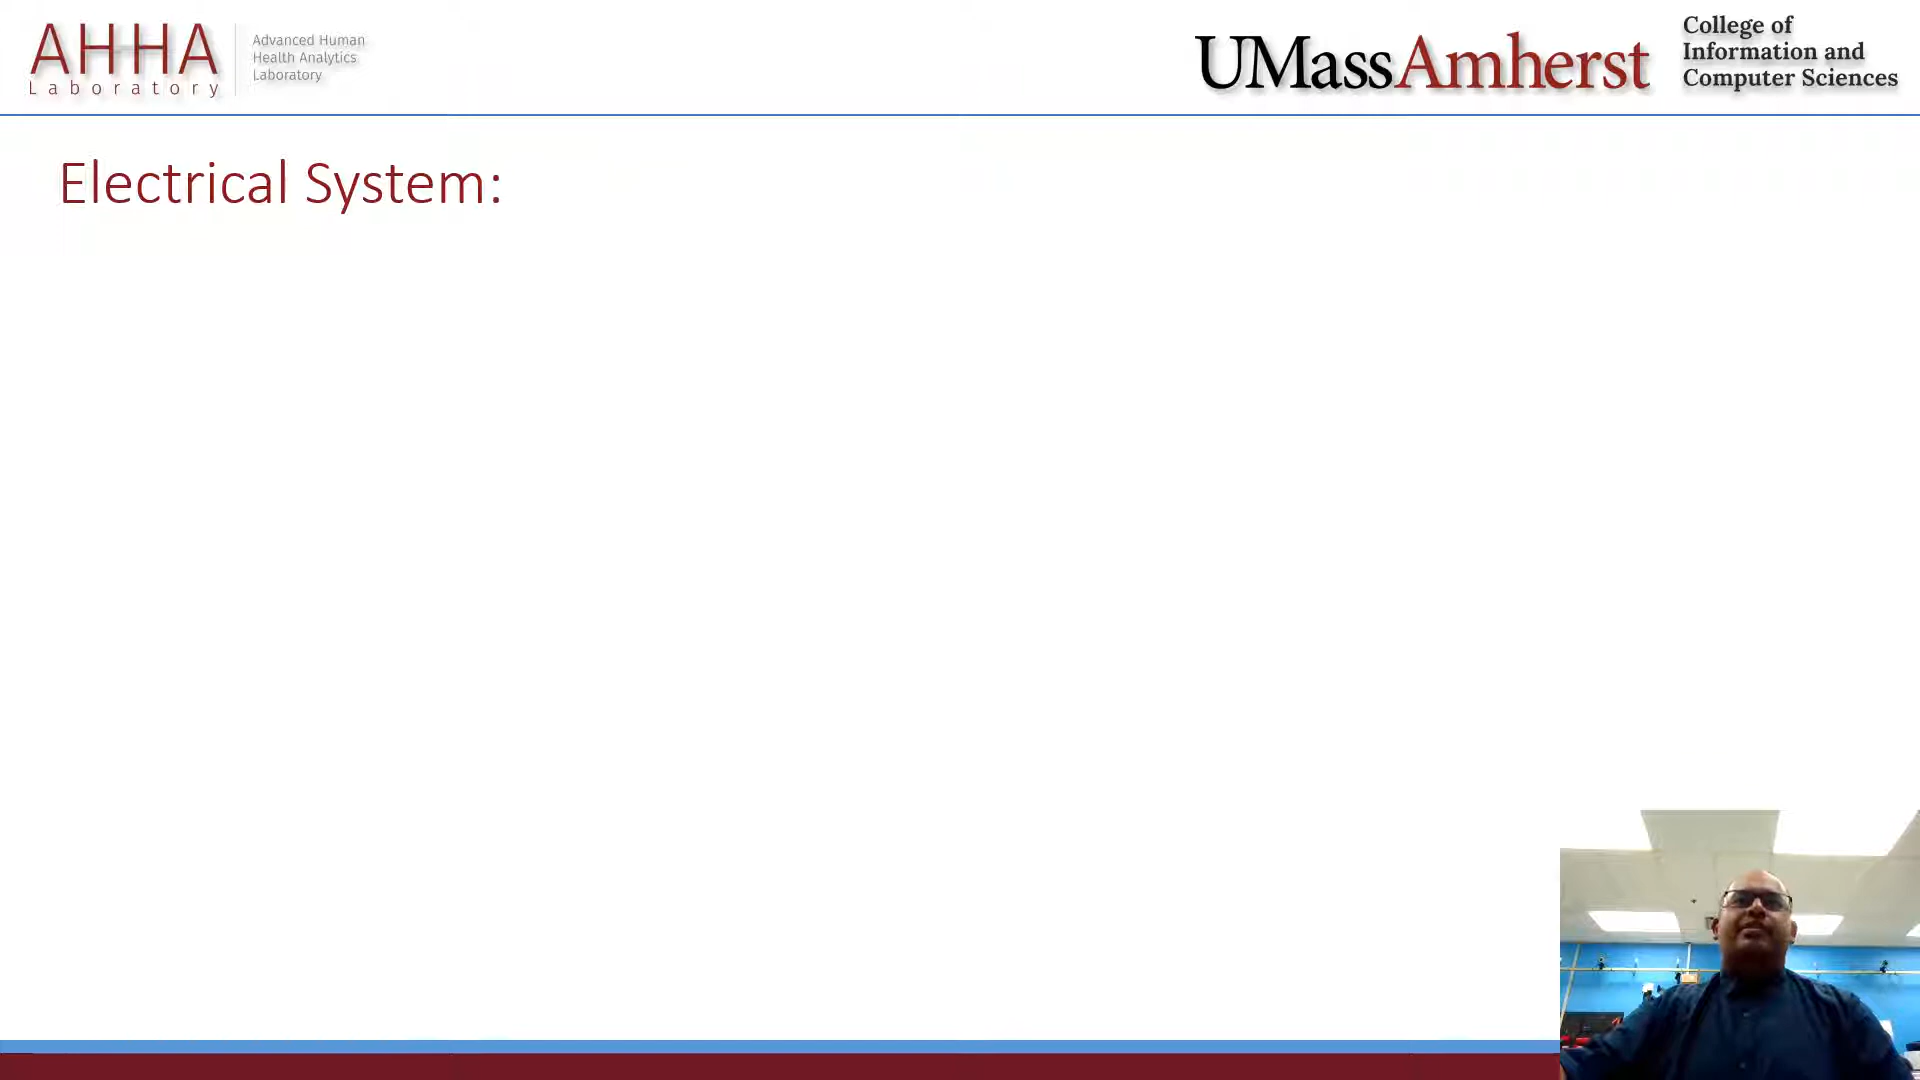 AHHA
Laboratory
Advanced Human
Health Analytics
Laboratory
UMassAmherst
College of
Information and
Computer Sciences
Electrical System: